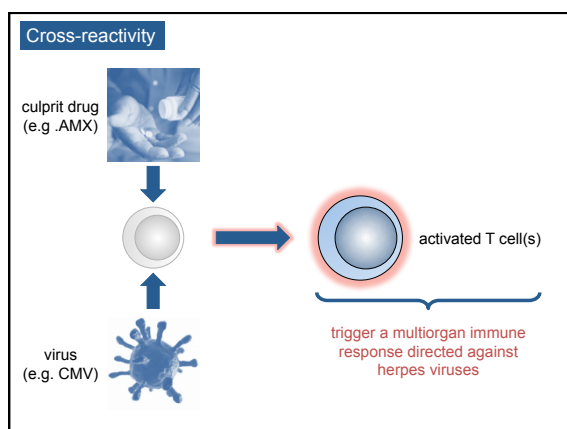 Cross-reactivity
culprit drug
(e.g .AMX)
activated T cell(s)
trigger a multiorgan immune
response directed against
herpes viruses
virus
(e.g. CMV)